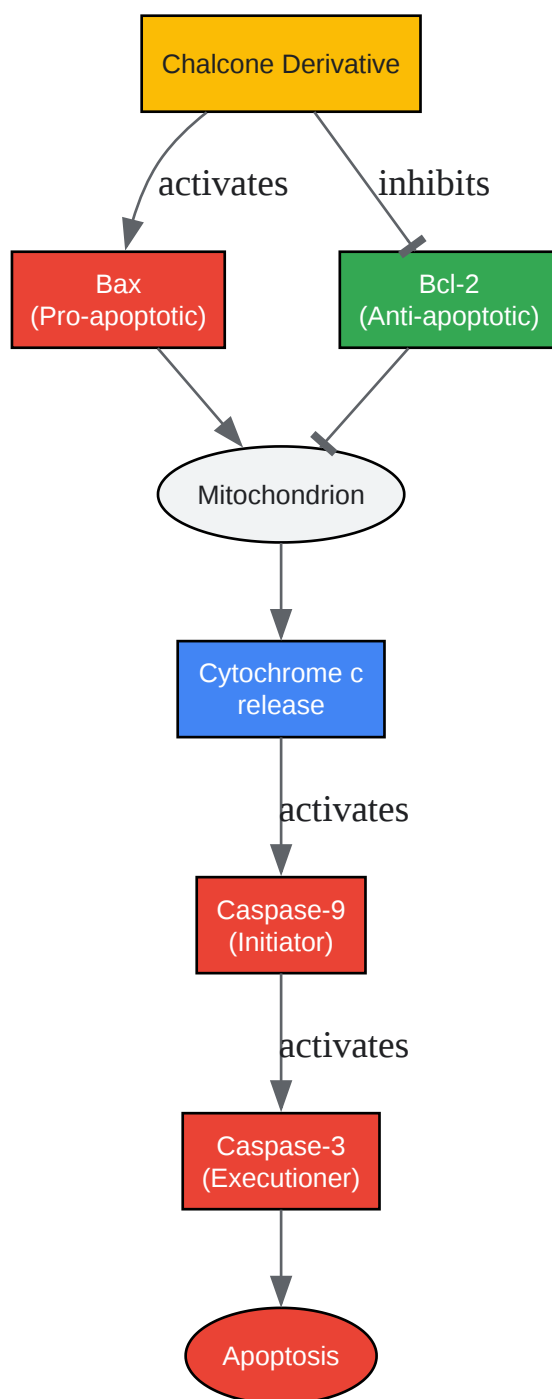 Chalcone Derivative
activates
inhibits
Bax
(Pro-apoptotic)
Bcl-2
(Anti-apoptotic)
Mitochondrion
Cytochrome c
release
activates
Caspase-9
(Initiator)
activates
Caspase-3
(Executioner)
Apoptosis